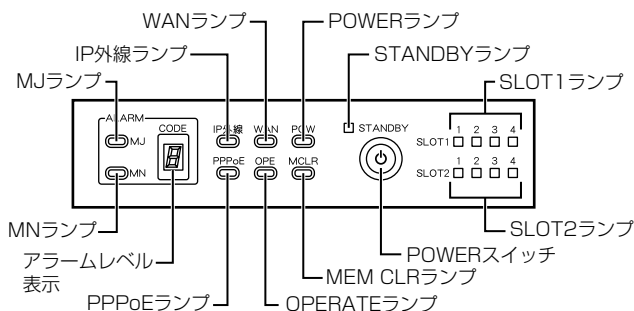 WANランプ
POWERランプ
IP外線ランプ
STANDBYランプ
MJランプ
SLOT1ランプ
ALARM
CODE
IP外線 WAN POW
STANDBY
1 2 3 4
MJ
SLOT1
PPPoE OPE MCLR
1 2 3 4
MN
SLOT2
MNランプ
SLOT2ランプ
アラームレベル
表示
POWERスイッチ
MEM CLRランプ
PPPoEランプ
OPERATEランプ